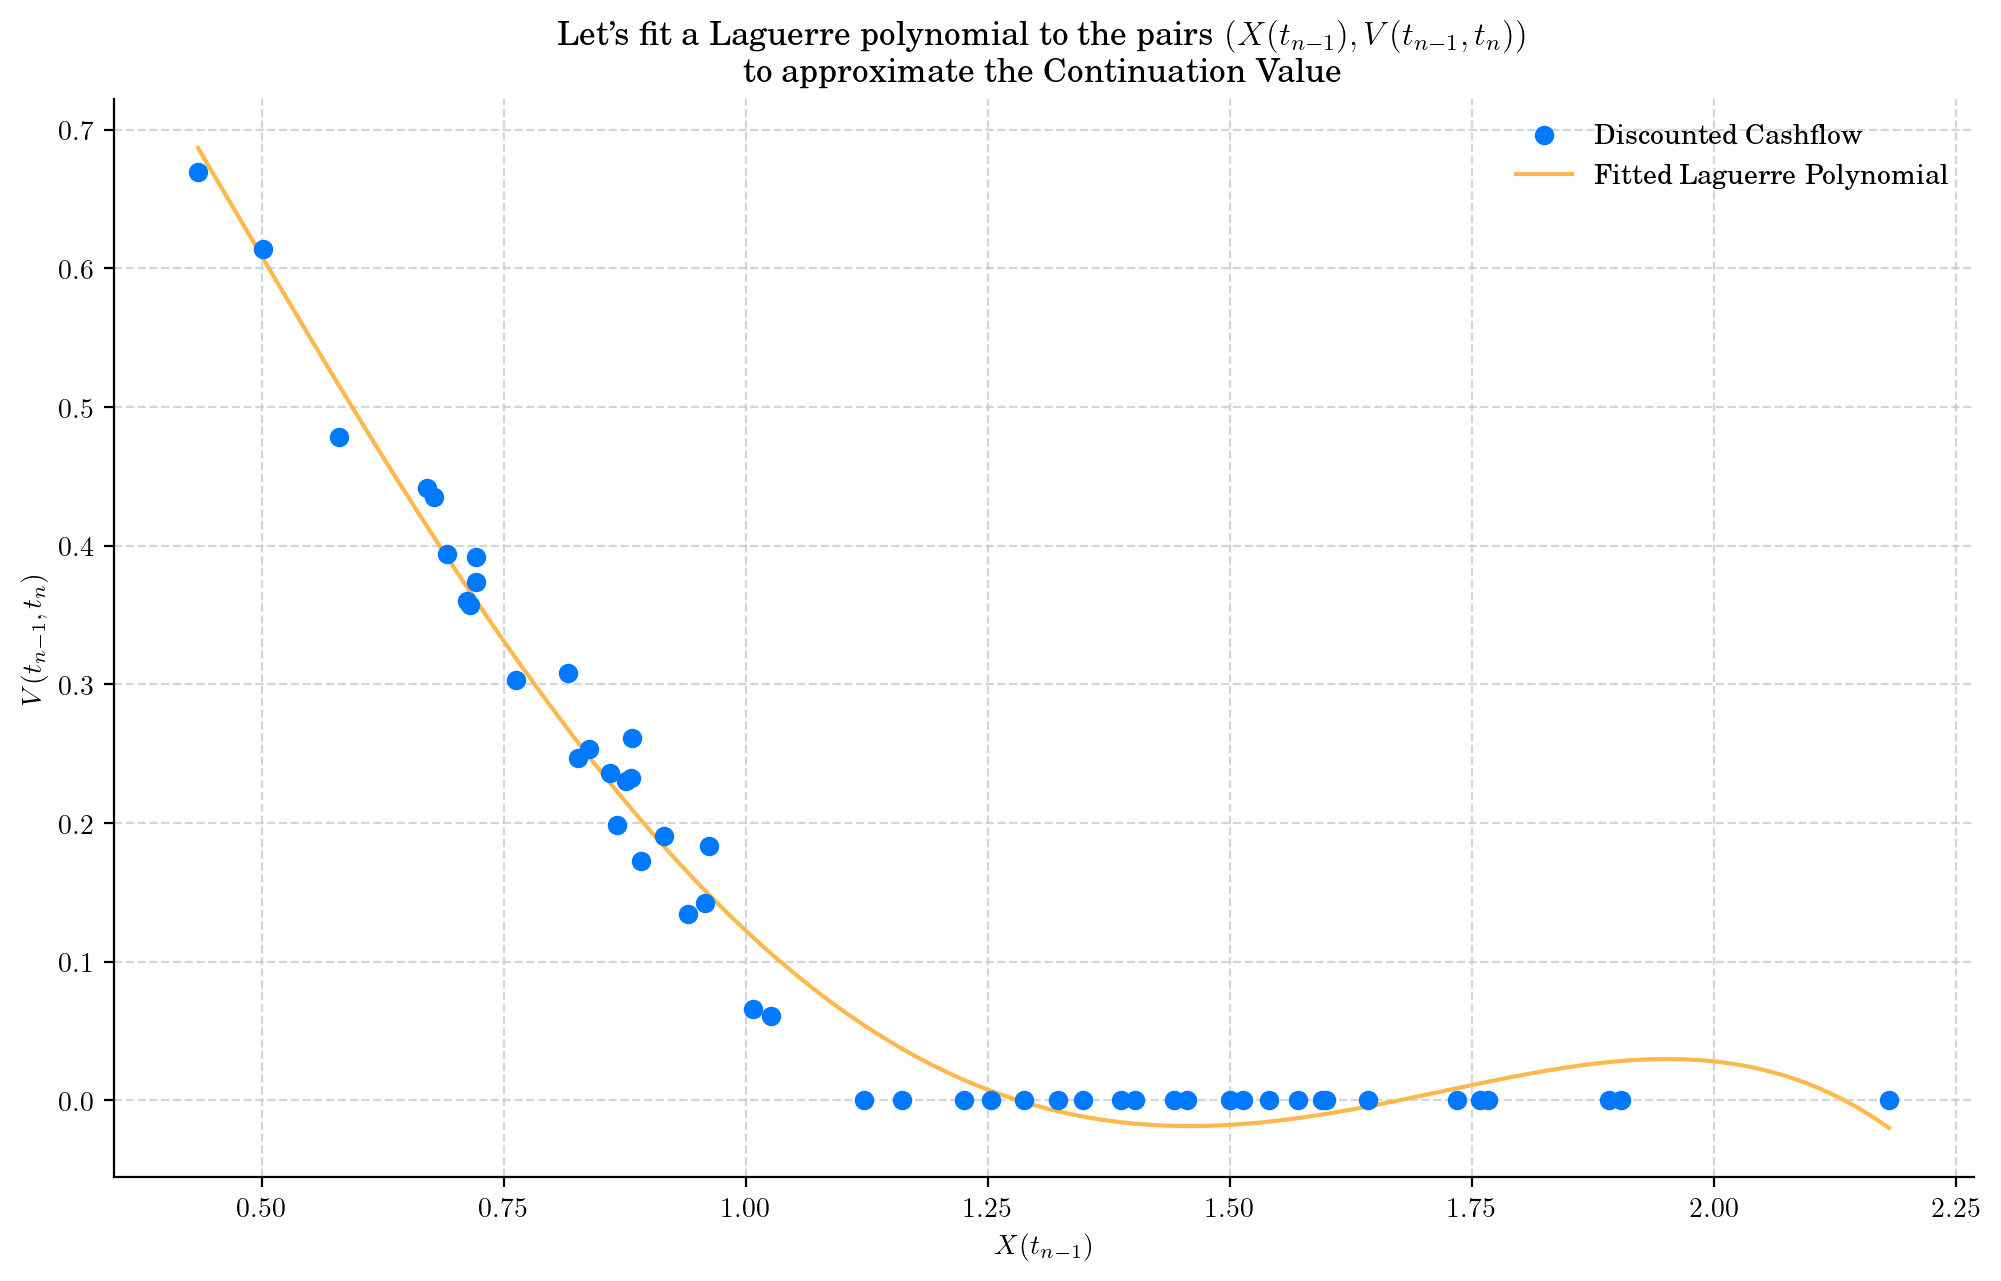 Let's fit a Laguerre polynomial to the pairs (X(t_{n−1}), V(t_{n−1}, t_n))
to approximate the Continuation Value
Discounted Cashflow
Fitted Laguerre Polynomial
V(t_{n−1}, t_n)
0.7
0.6
0.5
0.4
0.3
0.2
0.1
0.0
0.50 0.75 1.00 1.25 1.50 1.75 2.00 2.25
X(t_{n−1})